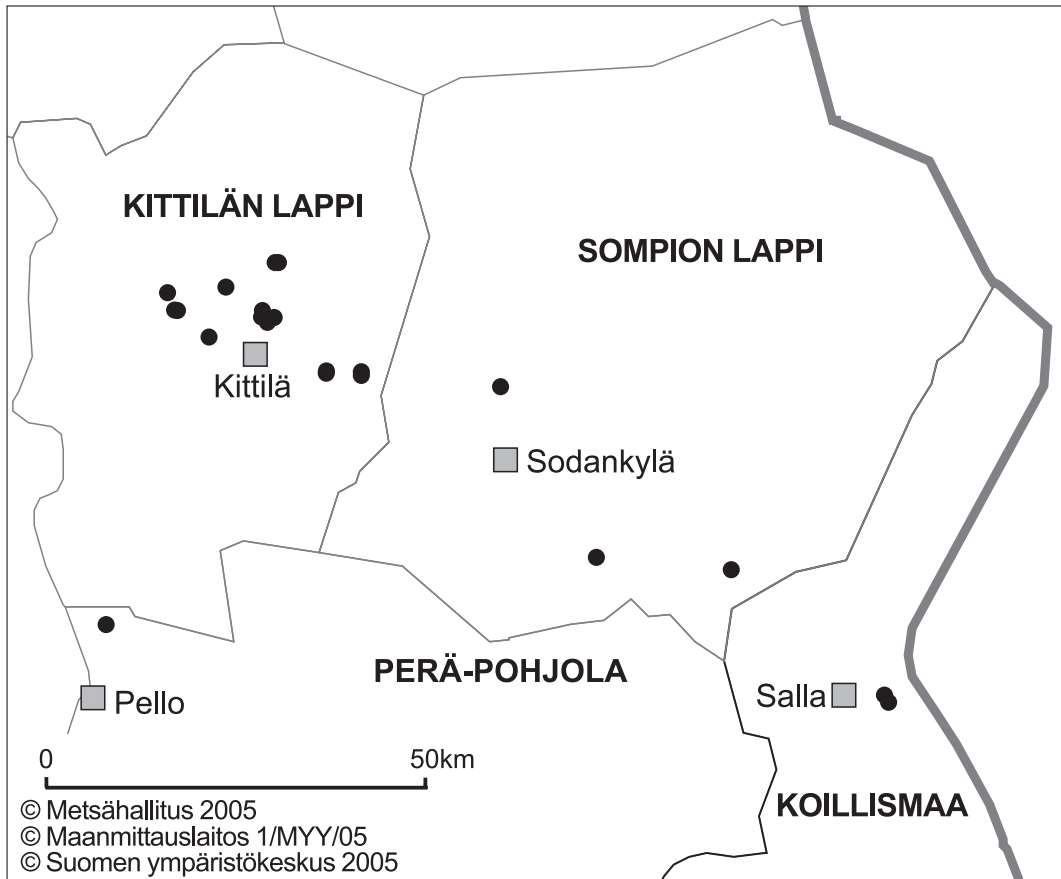 KITTILÄN LAPPI
SOMPION LAPPI
Kittilä
Sodankylä
PERÄ-POHJOLA
Pello
Salla
0 50km
KOILLISMAA
© Metsähallitus 2005
© Maanmittauslaitos 1/MYY/05
© Suomen ympäristökeskus 2005